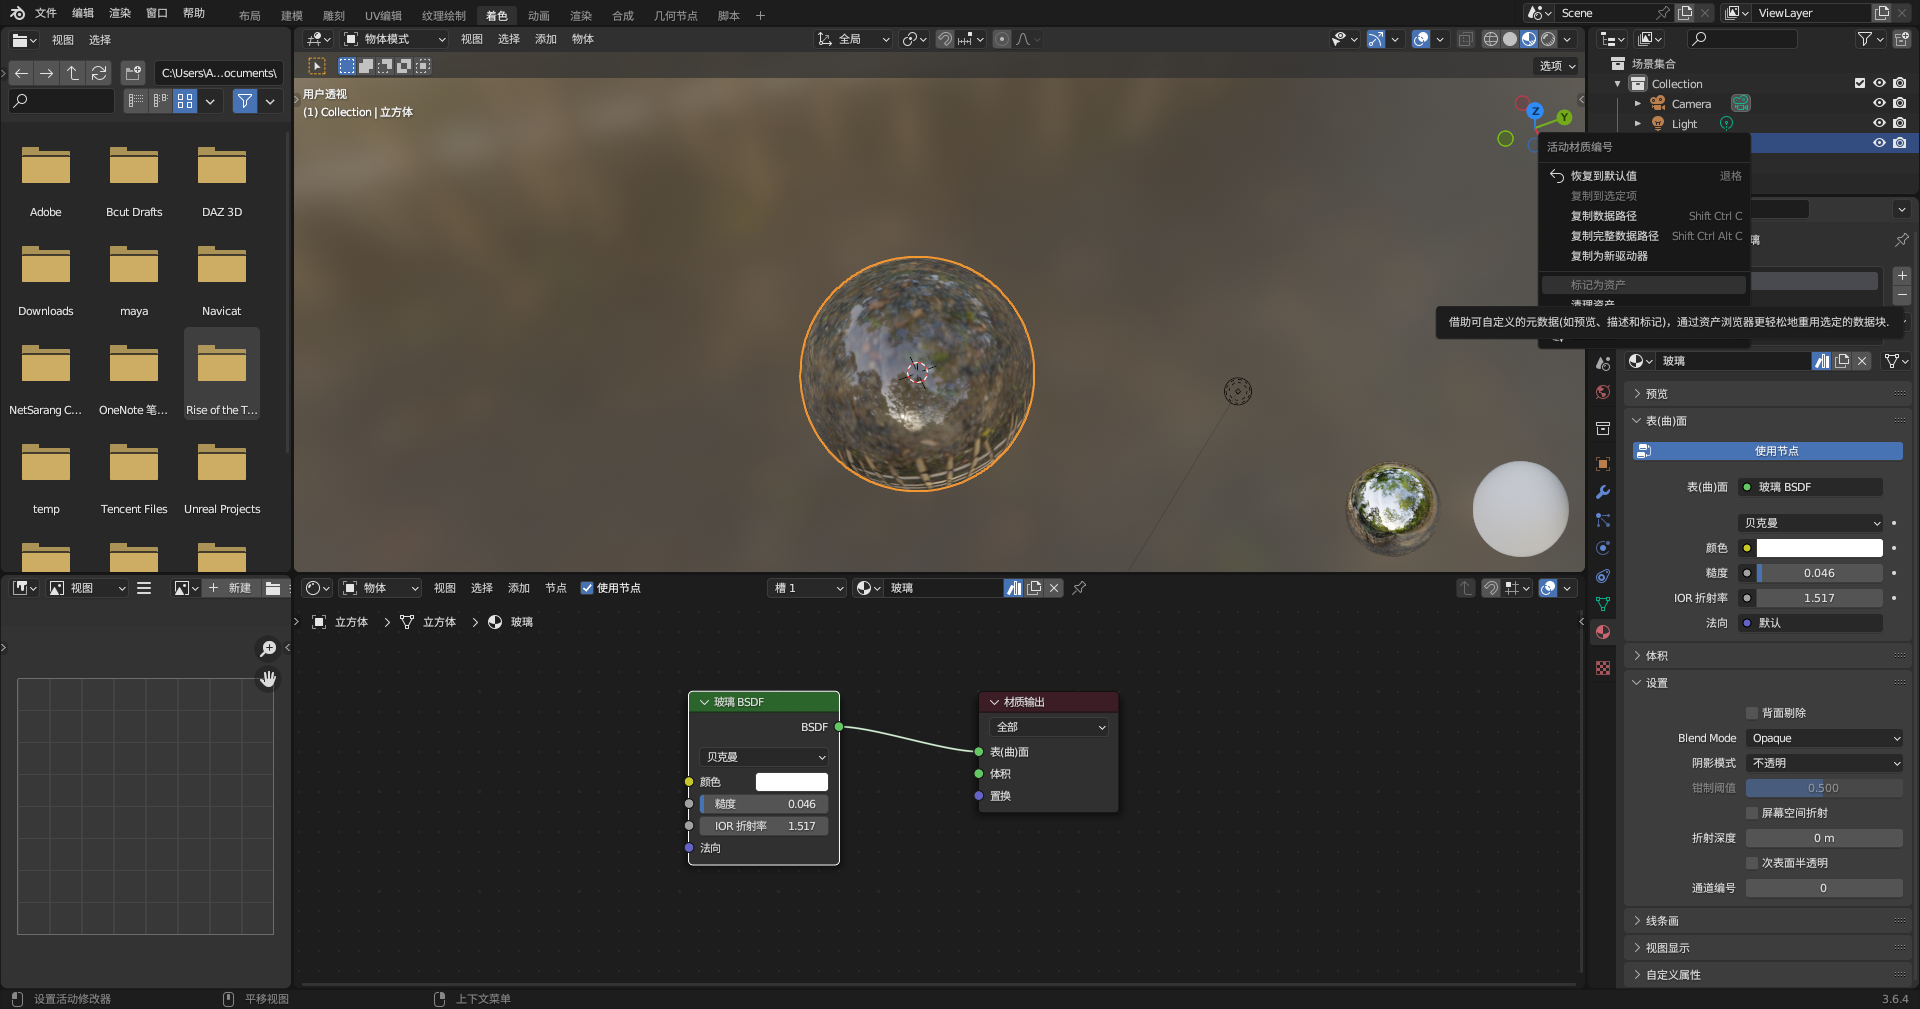 文件 编辑 渲染 窗口 帮助 布局 建模 雕刻 UV编辑 纹理绘制 着色 动画 渲染 合成 几何节点 脚本 + Scene ViewLayer
视图 选择
C:\Users\A...ocuments\
Adobe Bcut Drafts DAZ 3D
Downloads maya Navicat
NetSarang C... OneNote 笔... Rise of the T...
temp Tencent Files Unreal Projects
物体模式 视图 选择 添加 物体 全局
选项
用户透视
(1) Collection | 立方体
Z
Y
场景集合
Collection
Camera
Light
活动材质编号
恢复到默认值 退格
复制到选定项
复制数据路径 Shift Ctrl C
复制完整数据路径 Shift Ctrl Alt C
复制为新驱动器
标记为资产
清理资产
借助可自定义的元数据(如预览、描述和标记)，通过资产浏览器更轻松地重用选定的数据块.
璃
玻璃
预览
表(曲)面
使用节点
表(曲)面 玻璃 BSDF
贝克曼
颜色
糙度 0.046
IOR 折射率 1.517
法向 默认
体积
设置
背面剔除
Blend Mode Opaque
阴影模式 不透明
钳制阈值 0.500
屏幕空间折射
折射深度 0 m
次表面半透明
通道编号 0
线条画
视图显示
自定义属性
视图 新建
物体 视图 选择 添加 节点 使用节点 槽 1 玻璃
立方体 立方体 玻璃
玻璃 BSDF
BSDF
贝克曼
颜色
糙度 0.046
IOR 折射率 1.517
法向
材质输出
全部
表(曲)面
体积
置换
设置活动修改器 平移视图 上下文菜单 3.6.4